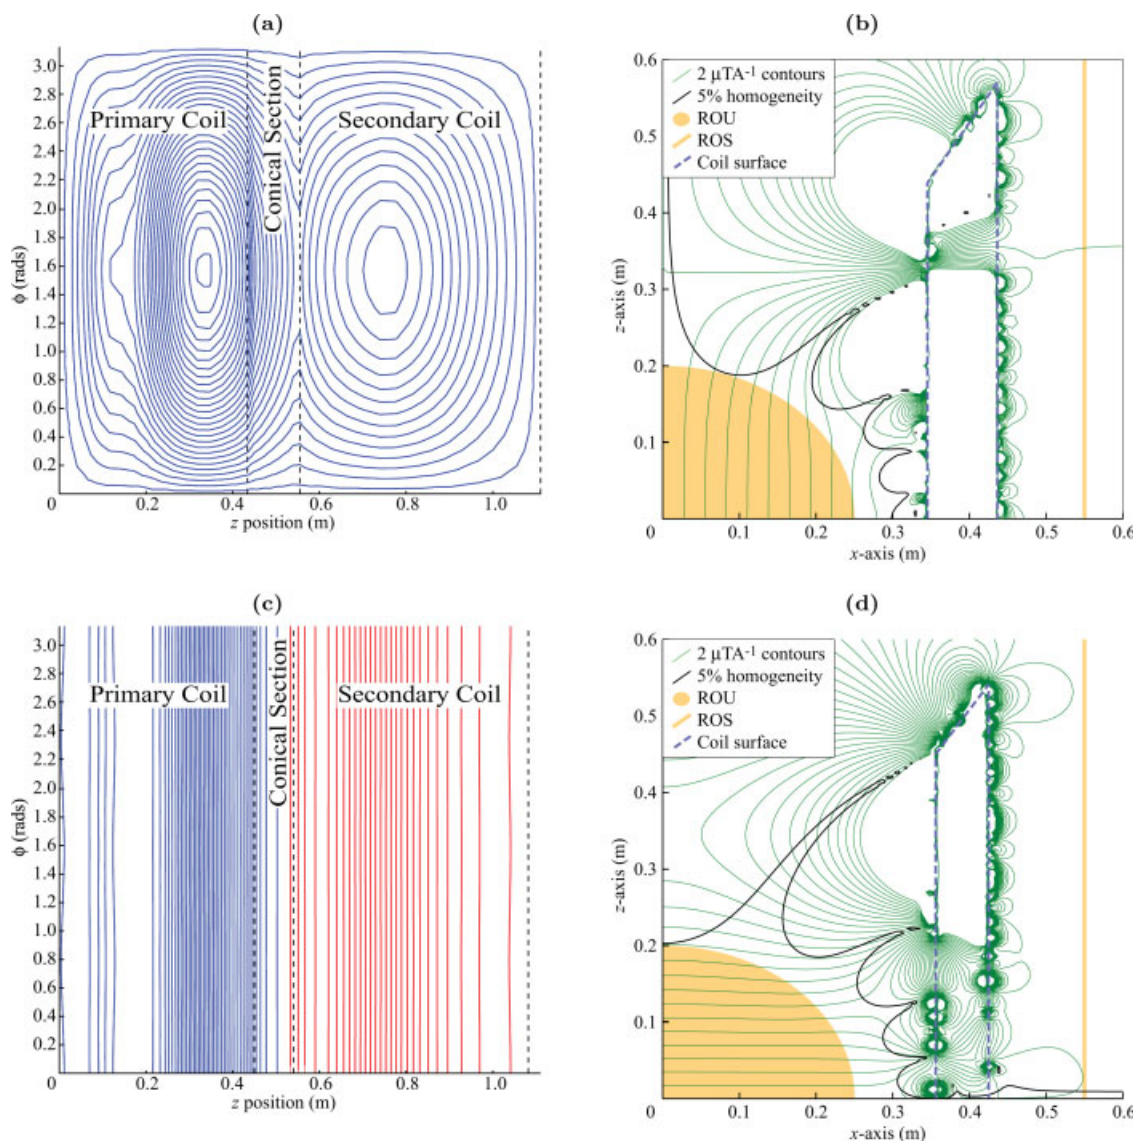 (a)
3.0
2.8
2.6
2.4
2.2
2.0
1.8
1.6
1.4
1.2
1.0
0.8
0.6
0.4
0.2
ϕ (rads)
Primary Coil
Conical Section
Secondary Coil
0 0.2 0.4 0.6 0.8 1.0
z position (m)
(b)
0.6
0.5
0.4
0.3
0.2
0.1
z-axis (m)
2 μTA⁻¹ contours
5% homogeneity
ROU
ROS
Coil surface
0 0.1 0.2 0.3 0.4 0.5 0.6
x-axis (m)
(c)
3.0
2.8
2.6
2.4
2.2
2.0
1.8
1.6
1.4
1.2
1.0
0.8
0.6
0.4
0.2
ϕ (rads)
Primary Coil
Conical Section
Secondary Coil
0 0.2 0.4 0.6 0.8 1.0
z position (m)
(d)
0.6
0.5
0.4
0.3
0.2
0.1
z-axis (m)
2 μTA⁻¹ contours
5% homogeneity
ROU
ROS
Coil surface
0 0.1 0.2 0.3 0.4 0.5 0.6
x-axis (m)